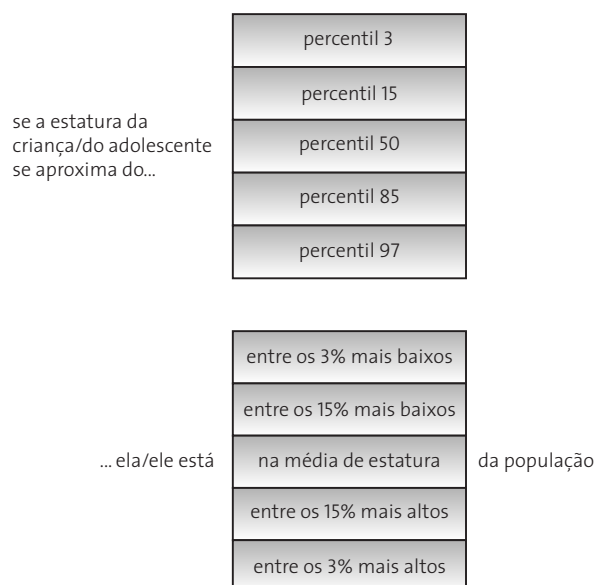 percentil 3
percentil 15
se a estatura da
criança/do adolescente
se aproxima do...
percentil 50
percentil 85
percentil 97
entre os 3% mais baixos
entre os 15% mais baixos
... ela/ele está
na média de estatura
da população
entre os 15% mais altos
entre os 3% mais altos